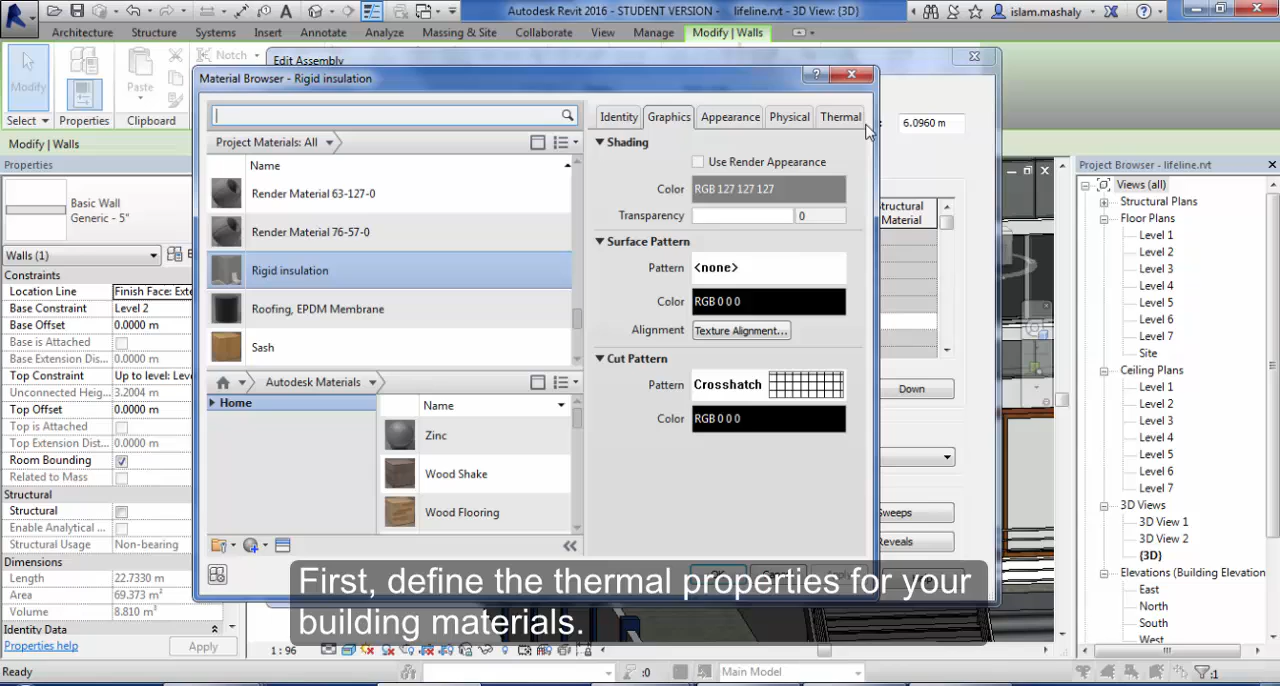 Autodesk Revit 2016 - STUDENT VERSION - lifeline.rvt - 3D View: {3D}
islam.mashaly
Architecture Structure Systems Insert Annotate Analyze Massing & Site Collaborate View Manage Modify | Walls
Modify
Paste
Notch
Select Properties Clipboard
Modify | Walls
Edit Assembly
Material Browser - Rigid insulation
Project Materials: All
Name
Render Material 63-127-0
Render Material 76-57-0
Rigid insulation
Roofing, EPDM Membrane
Sash
Autodesk Materials
Home
Name
Zinc
Wood Shake
Wood Flooring
Identity Graphics Appearance Physical Thermal
Shading
Use Render Appearance
Color RGB 127 127 127
Transparency 0
Surface Pattern
Pattern <none>
Color RGB 0 0 0
Alignment Texture Alignment...
Cut Pattern
Pattern Crosshatch
Color RGB 0 0 0
6.0960 m
Material
Down
Sweeps
Reveals
Properties
Basic Wall
Generic - 5"
Walls (1)
Constraints
Location Line Finish Face: Exte
Base Constraint Level 2
Base Offset 0.0000 m
Base is Attached
Base Extension Dis... 0.0000 m
Top Constraint Up to level: Leve
Unconnected Height 3.2004 m
Top Offset 0.0000 m
Top is Attached
Top Extension Dist... 0.0000 m
Room Bounding
Related to Mass
Structural
Structural
Enable Analytical ...
Structural Usage Non-bearing
Dimensions
Length 22.7330 m
Area 69.373 m²
Volume 8.810 m³
Identity Data
Properties help Apply
Project Browser - lifeline.rvt
Views (all)
Structural Plans
Floor Plans
Level 1
Level 2
Level 3
Level 4
Level 5
Level 6
Level 7
Site
Ceiling Plans
Level 1
Level 2
Level 3
Level 4
Level 5
Level 6
Level 7
3D Views
3D View 1
3D View 2
{3D}
Elevations (Building Elevation
East
North
South
West
First, define the thermal properties for your
building materials.
1 : 96
Ready
:0
Main Model
:1